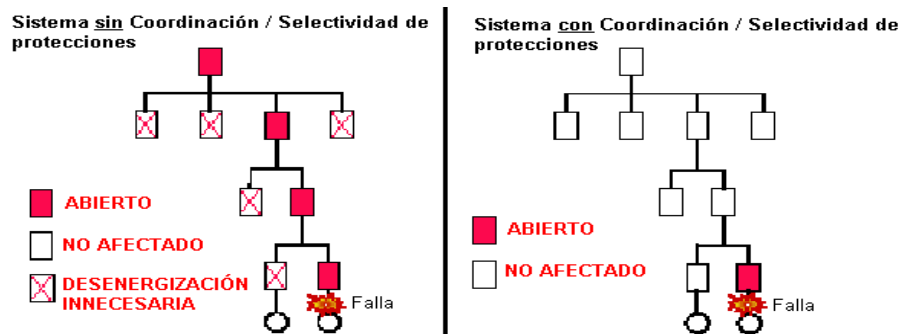 Sistema sin Coordinación / Selectividad de
protecciones
ABIERTO
NO AFECTADO
DESENERGIZACIÓN
INNECESARIA
Falla
Sistema con Coordinación / Selectividad de
protecciones
ABIERTO
NO AFECTADO
Falla